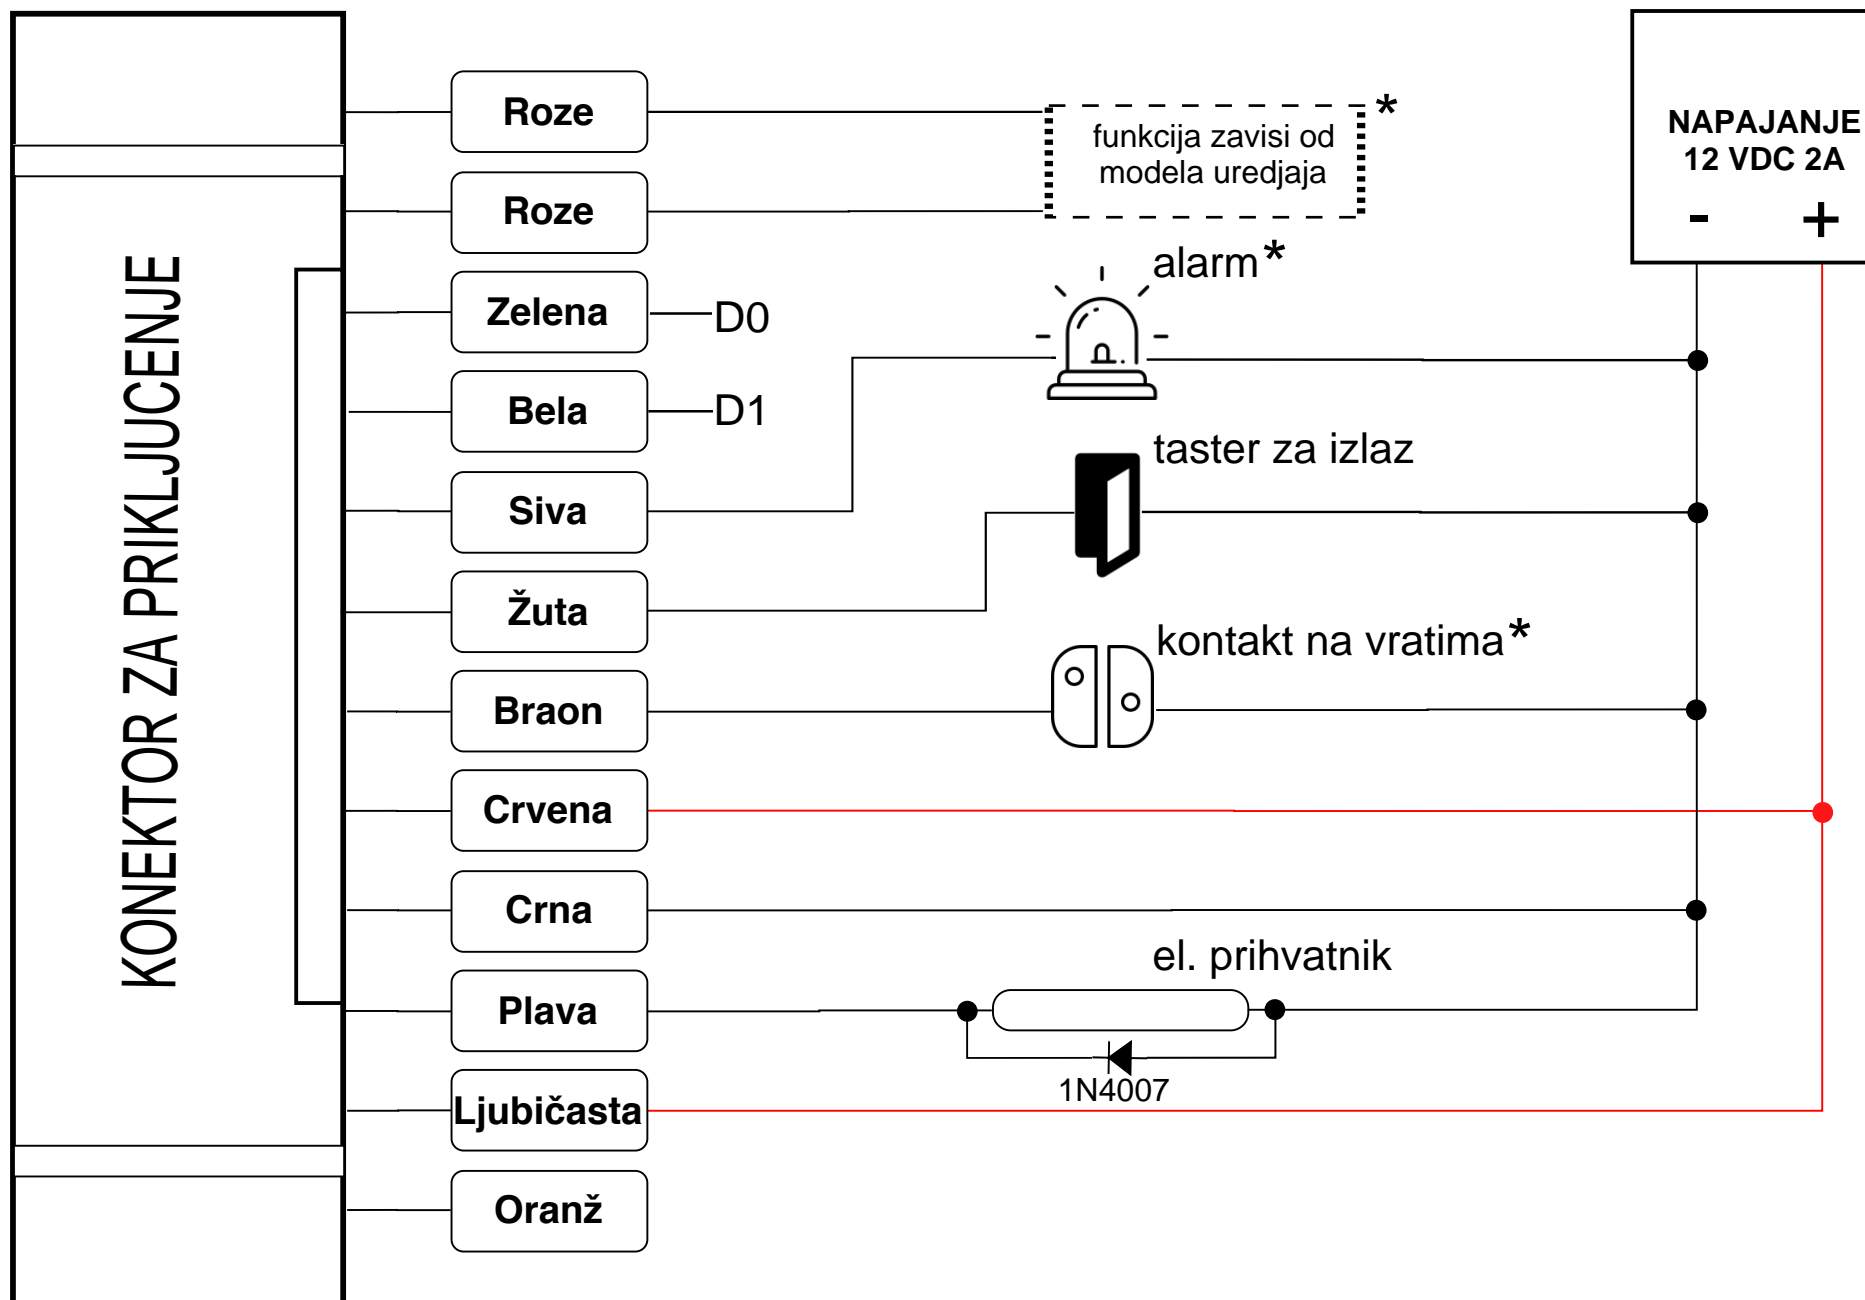 KONEKTOR ZA PRIKLJUCENJE
Roze
Roze
funkcija zavisi od
modela uredjaja
*
NAPAJANJE
12 VDC 2A
- +
Zelena
D0
alarm*
Bela
D1
Siva
taster za izlaz
Žuta
Braon
kontakt na vratima*
Crvena
Crna
Plava
el. prihvatnik
1N4007
Ljubičasta
Oranž